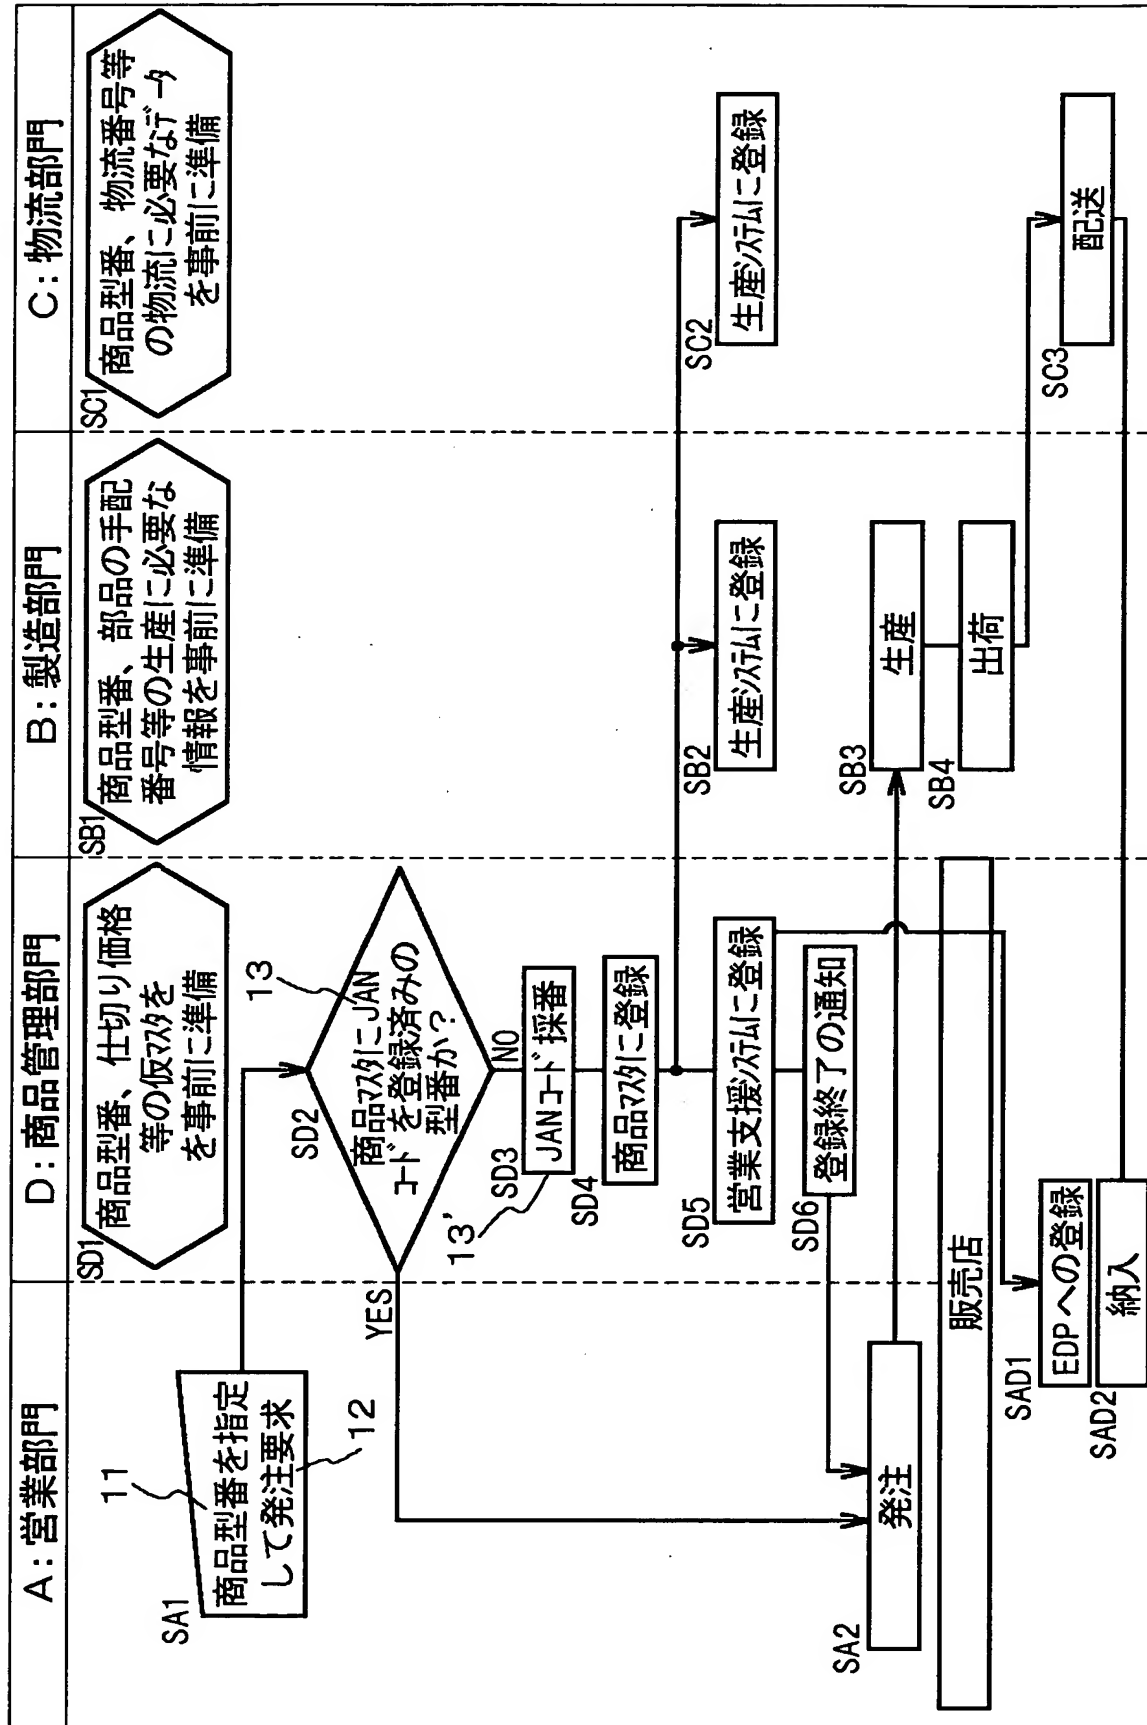 A：営業部門
D：商品管理部門
B：製造部門
C：物流部門
SD1
商品型番、仕切り価格
等の仮マスタを
を事前に準備
SB1
商品型番、部品の手配
番号等の生産に必要な
情報を事前に準備
SC1
商品型番、物流番号等
の物流に必要なデータ
を事前に準備
11
SA1
商品型番を指定
して発注要求
12
SD2
13
商品マスタにJAN
コードを登録済みの
型番か？
YES
NO
SD3
JANコード採番
13'
SD4
商品マスタに登録
SD5
営業支援システムに登録
SB2
生産システムに登録
SC2
生産システムに登録
SD6
登録終了の通知
SA2
発注
SB3
生産
SB4
出荷
販売店
SAD1
EDPへの登録
SC3
配送
SAD2
納入